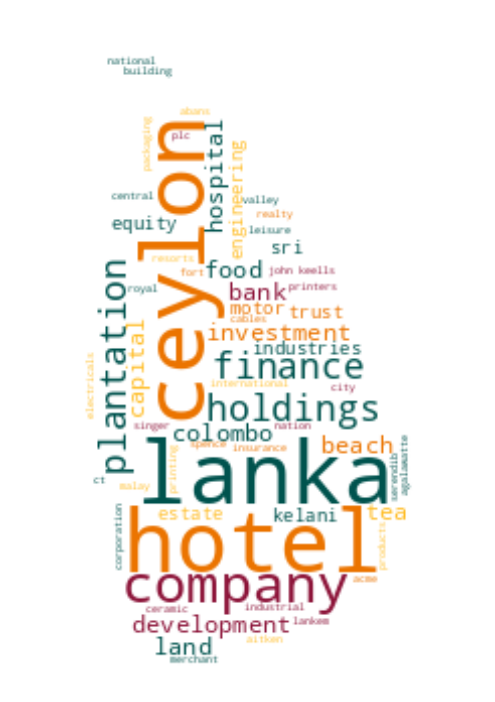 national
building
abans
plc
packaging
ceylon
hospital
engineering
central
valley
equity
realty
leisure
sri
resorts
food
fort
john keells
plantation
royal
bank
printers
motor
trust
cables
capital
investment
industries
electricals
finance
international
city
holdings
singer
colombo
nation
spence
insurance
beach
lanka
printing
serendib
agalawatte
ct
malay
corporation
estate
kelani
tea
hotel
products
company
acme
ceramic
industrial
development
lankem
aitken
land
merchant